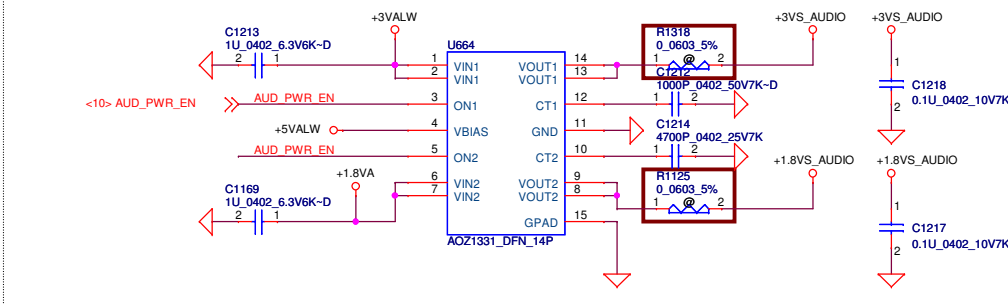 +3VALW
+3VS_AUDIO
+3VS_AUDIO
C1213
1U_0402_6.3V6K~D
2 1
U664
1 VIN1
2 VIN1
VOUT1 14
VOUT1 13
R1318
0_0603_5%
1 @ 2
C1212
1000P_0402_50V7K~D
<10> AUD_PWR_EN
AUD_PWR_EN
3 ON1
CT1 12
1 2
1
C1218
0.1U_0402_10V7K
2
+5VALW
4 VBIAS
GND 11
C1214
4700P_0402_25V7K
AUD_PWR_EN
5 ON2
CT2 10
1 2
+1.8VS_AUDIO
+1.8VS_AUDIO
+1.8VA
C1169
1U_0402_6.3V6K~D
2 1
6 VIN2
7 VIN2
VOUT2 9
VOUT2 8
R1125
0_0603_5%
1 @ 2
GPAD 15
AOZ1331_DFN_14P
1
C1217
0.1U_0402_10V7K
2